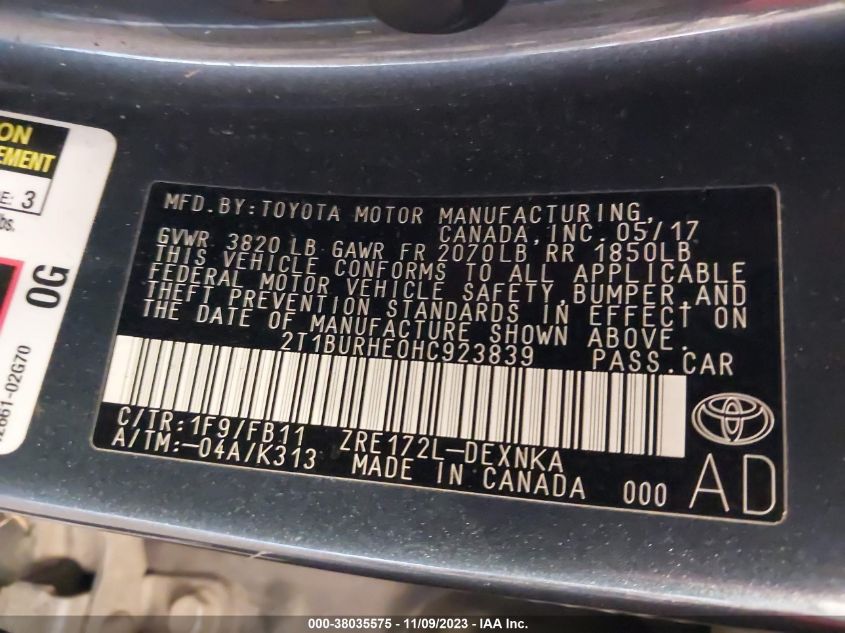 ON
EMENT
E: 3
bs.
OG
02G70
MFD.BY:TOYOTA MOTOR MANUFACTURING,
CANADA,INC. 05/17
GVWR 3820 LB GAWR FR 2070LB RR 1850LB
THIS VEHICLE CONFORMS TO ALL APPLICABLE
FEDERAL MOTOR VEHICLE SAFETY,BUMPER,AND
THEFT PREVENTION STANDARDS IN EFFECT ON
THE DATE OF MANUFACTURE SHOWN ABOVE.
2T1BURHE0HC923839 PASS.CAR
C/TR:1F9/FB11 ZRE172L-DEXNKA
A/TM:-04A/K313 MADE IN CANADA 000
AD
000-38035575 - 11/09/2023 - IAA Inc.